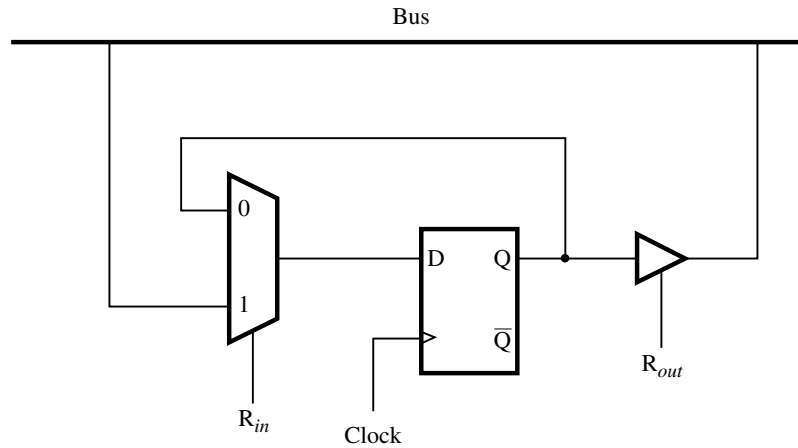 Bus
0
D Q
1
Q̅
R_in
Clock
R_out